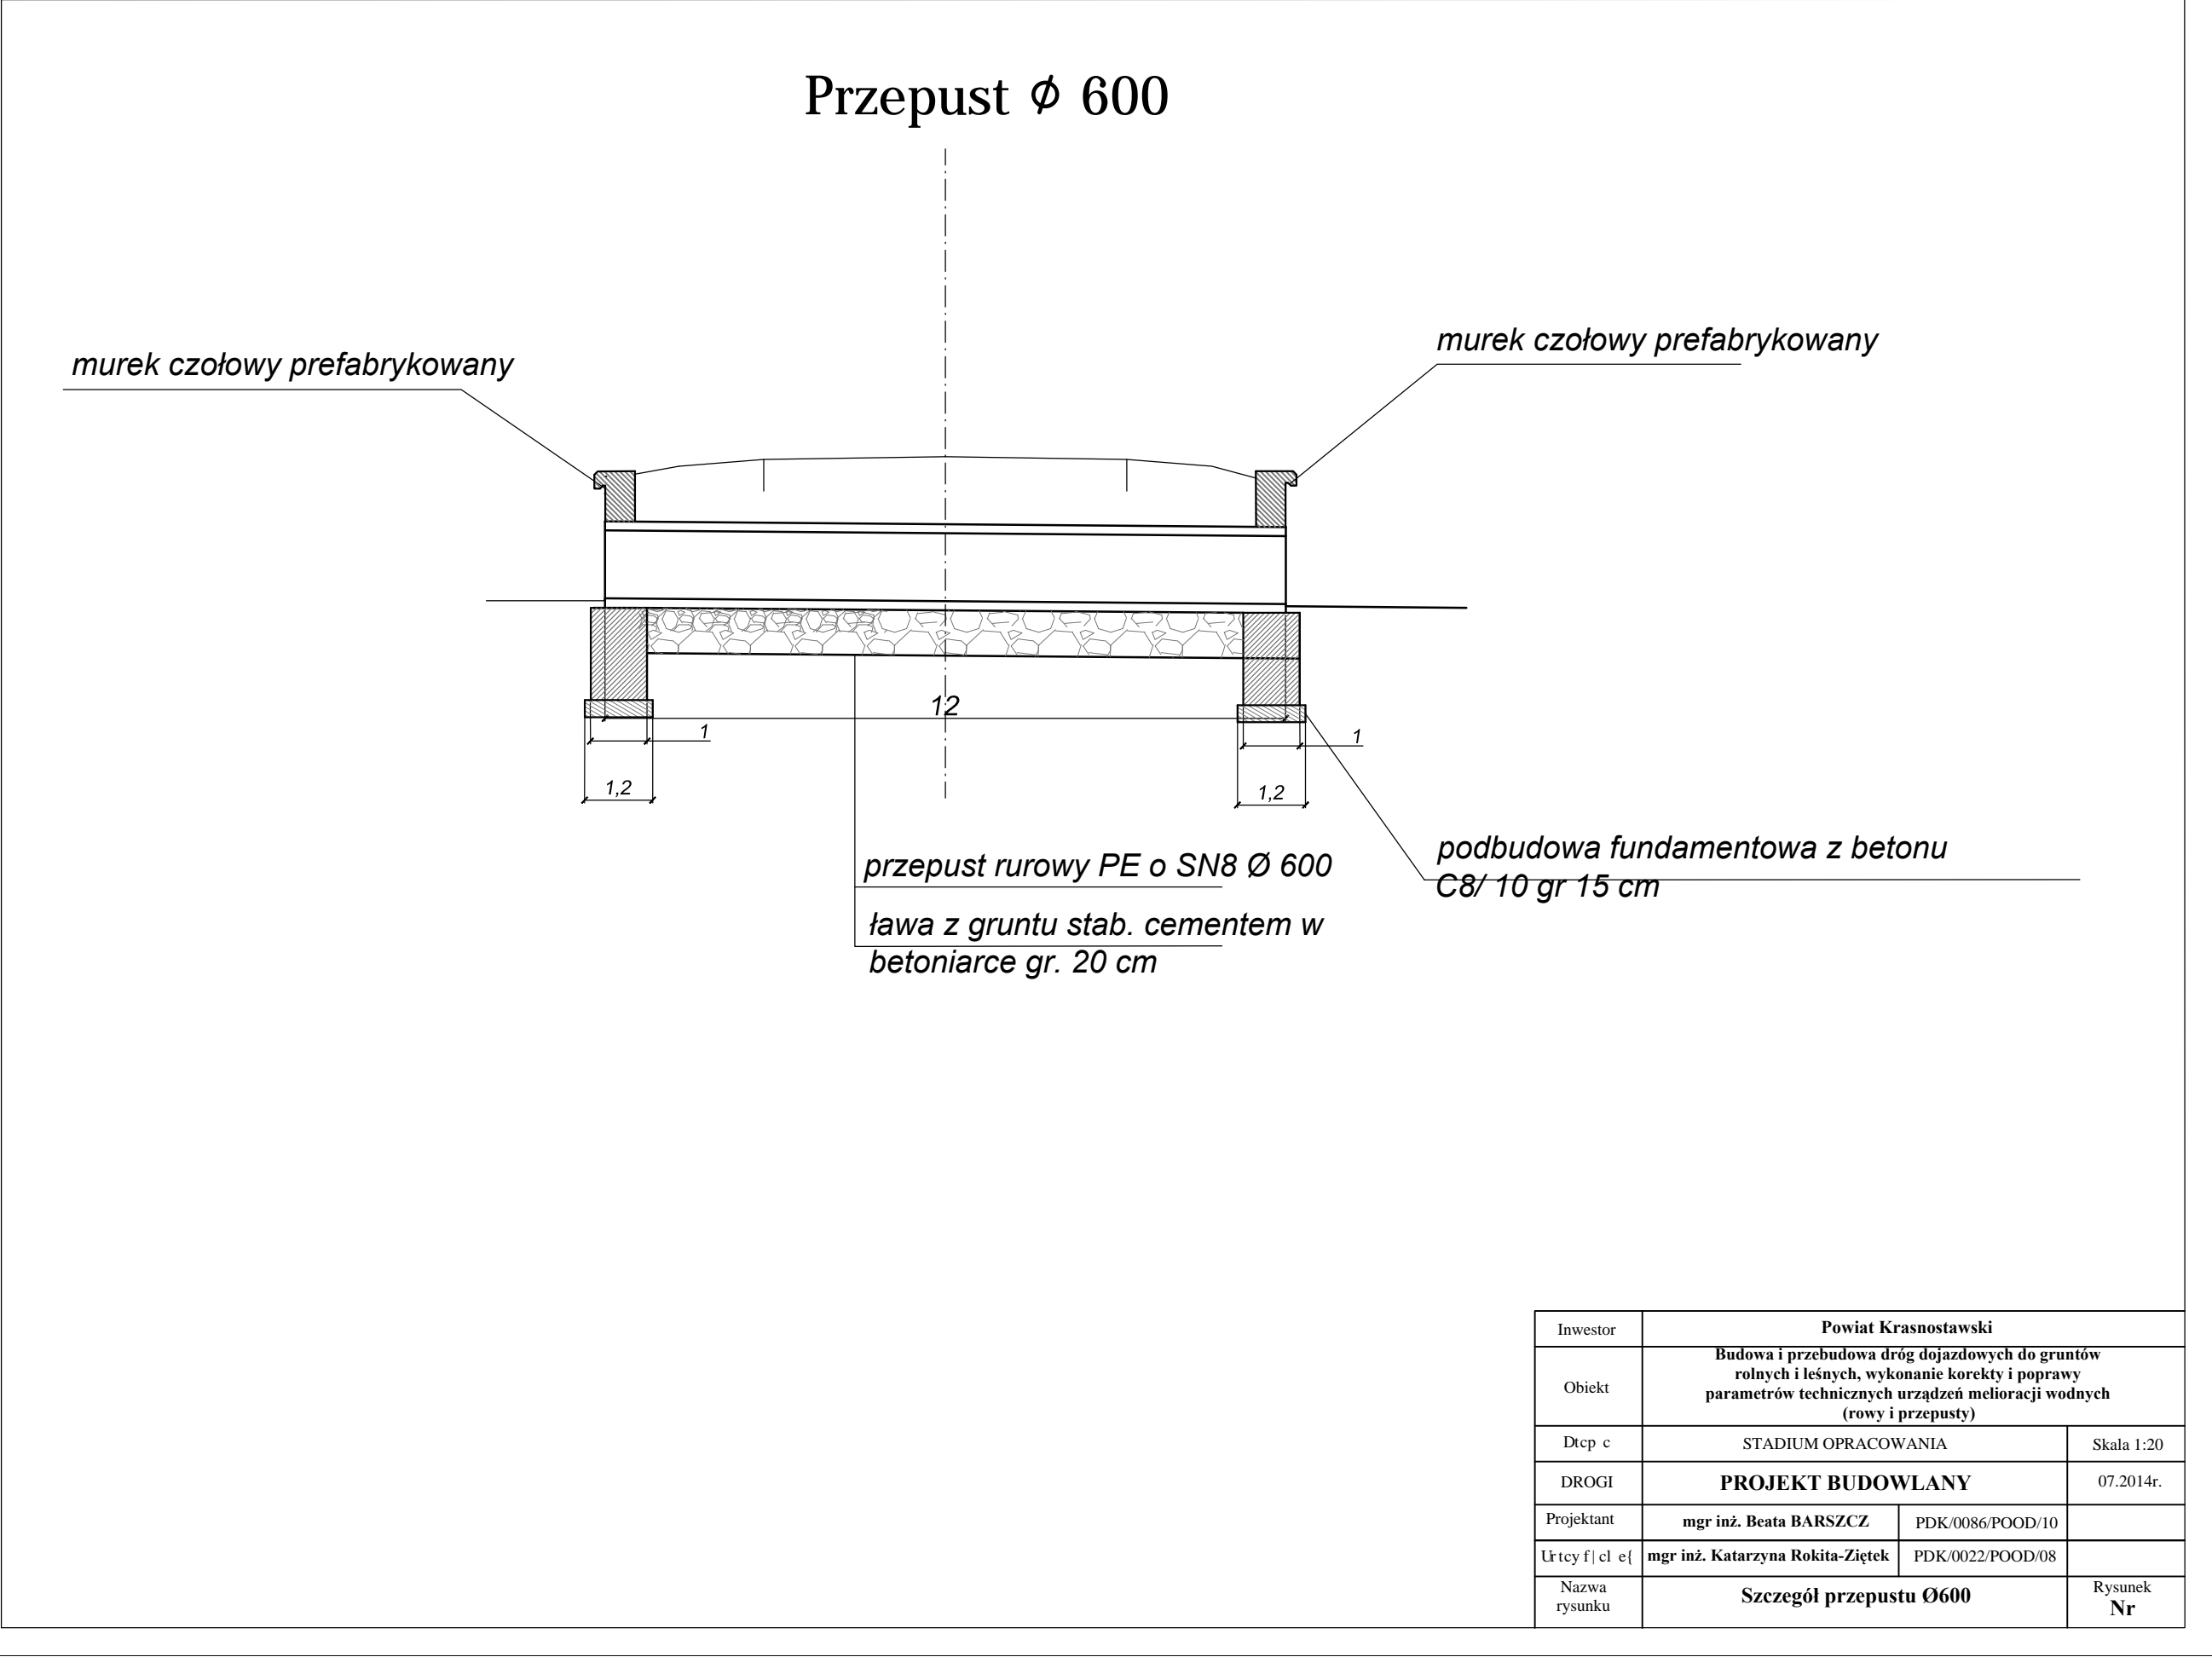 Przepust ϕ 600
murek czołowy prefabrykowany
murek czołowy prefabrykowany
12
1
1
1,2
1,2
przepust rurowy PE o SN8 Ø 600
ława z gruntu stab. cementem w
betoniarce gr. 20 cm
podbudowa fundamentowa z betonu
C8/ 10 gr 15 cm
Inwestor
Powiat Krasnostawski
Obiekt
Budowa i przebudowa dróg dojazdowych do gruntów
rolnych i leśnych, wykonanie korekty i poprawy
parametrów technicznych urządzeń melioracji wodnych
(rowy i przepusty)
Dtcp c
STADIUM OPRACOWANIA
Skala 1:20
DROGI
PROJEKT BUDOWLANY
07.2014r.
Projektant
mgr inż. Beata BARSZCZ
PDK/0086/POOD/10
Urtcy f| cl e{
mgr inż. Katarzyna Rokita-Ziętek
PDK/0022/POOD/08
Nazwa
rysunku
Szczegół przepustu Ø600
Rysunek
Nr